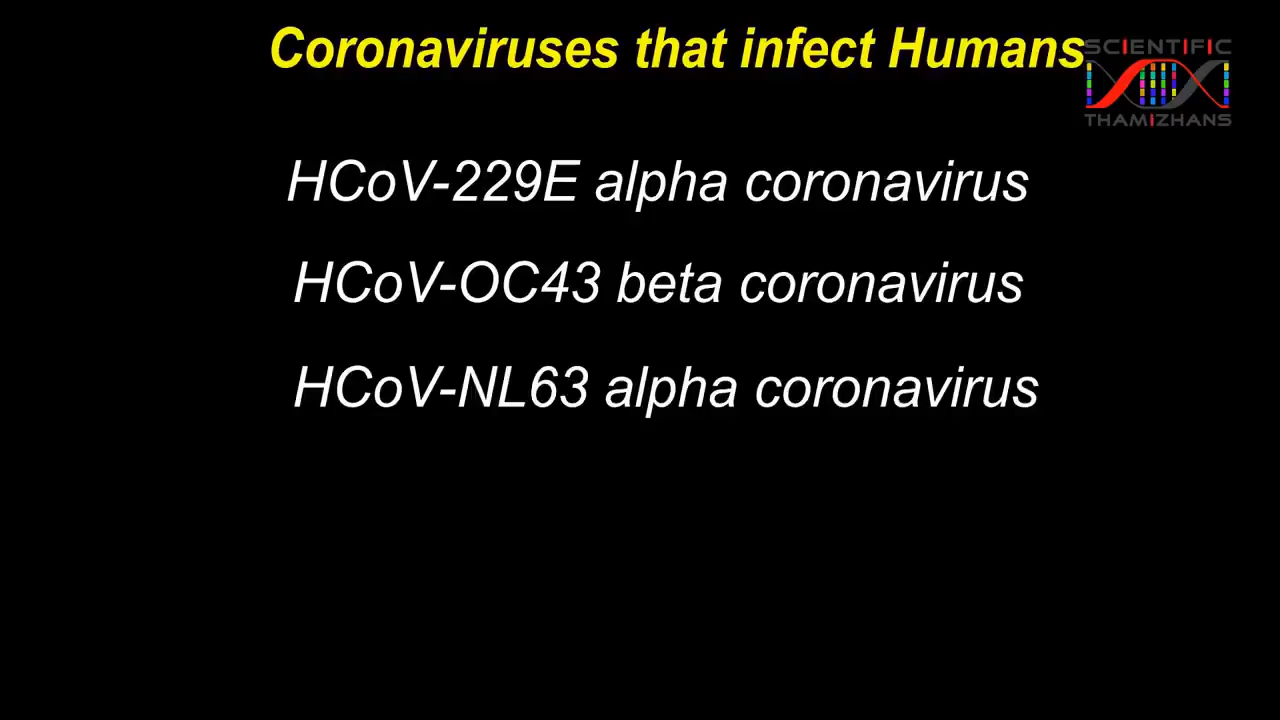 Coronaviruses that infect Humans
SCIENTIFIC
THAMIZHANS
HCoV-229E alpha coronavirus
HCoV-OC43 beta coronavirus
HCoV-NL63 alpha coronavirus